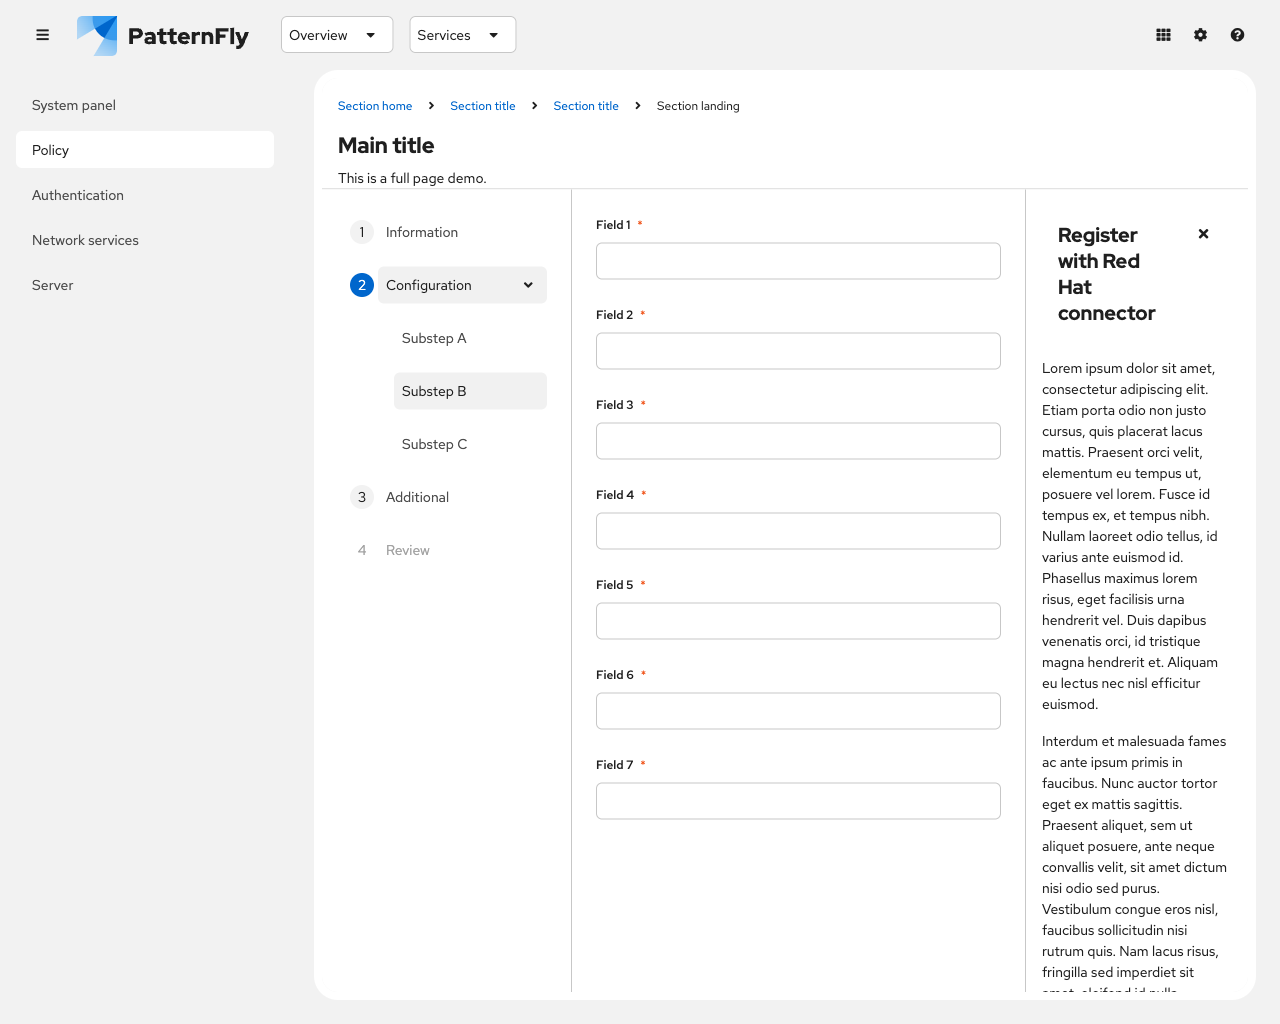 PatternFly
Overview
Services
System panel
Policy
Authentication
Network services
Server
Section home
Section title
Section title
Section landing
Main title
This is a full page demo.
1 Information
2 Configuration
Substep A
Substep B
Substep C
3 Additional
4 Review
Field 1 *
Field 2 *
Field 3 *
Field 4 *
Field 5 *
Field 6 *
Field 7 *
Register
with Red
Hat
connector
Lorem ipsum dolor sit amet,
consectetur adipiscing elit.
Etiam porta odio non justo
cursus, quis placerat lacus
mattis. Praesent orci velit,
elementum eu tempus ut,
posuere vel lorem. Fusce id
tempus ex, et tempus nibh.
Nullam laoreet odio tellus, id
varius ante euismod id.
Phasellus maximus lorem
risus, eget facilisis urna
hendrerit vel. Duis dapibus
venenatis orci, id tristique
magna hendrerit et. Aliquam
eu lectus nec nisl efficitur
euismod.
Interdum et malesuada fames
ac ante ipsum primis in
faucibus. Nunc auctor tortor
eget ex mattis sagittis.
Praesent aliquet, sem ut
aliquet posuere, ante neque
convallis velit, sit amet dictum
nisi odio sed purus.
Vestibulum congue eros nisl,
faucibus sollicitudin nisi
rutrum quis. Nam lacus risus,
fringilla sed imperdiet sit